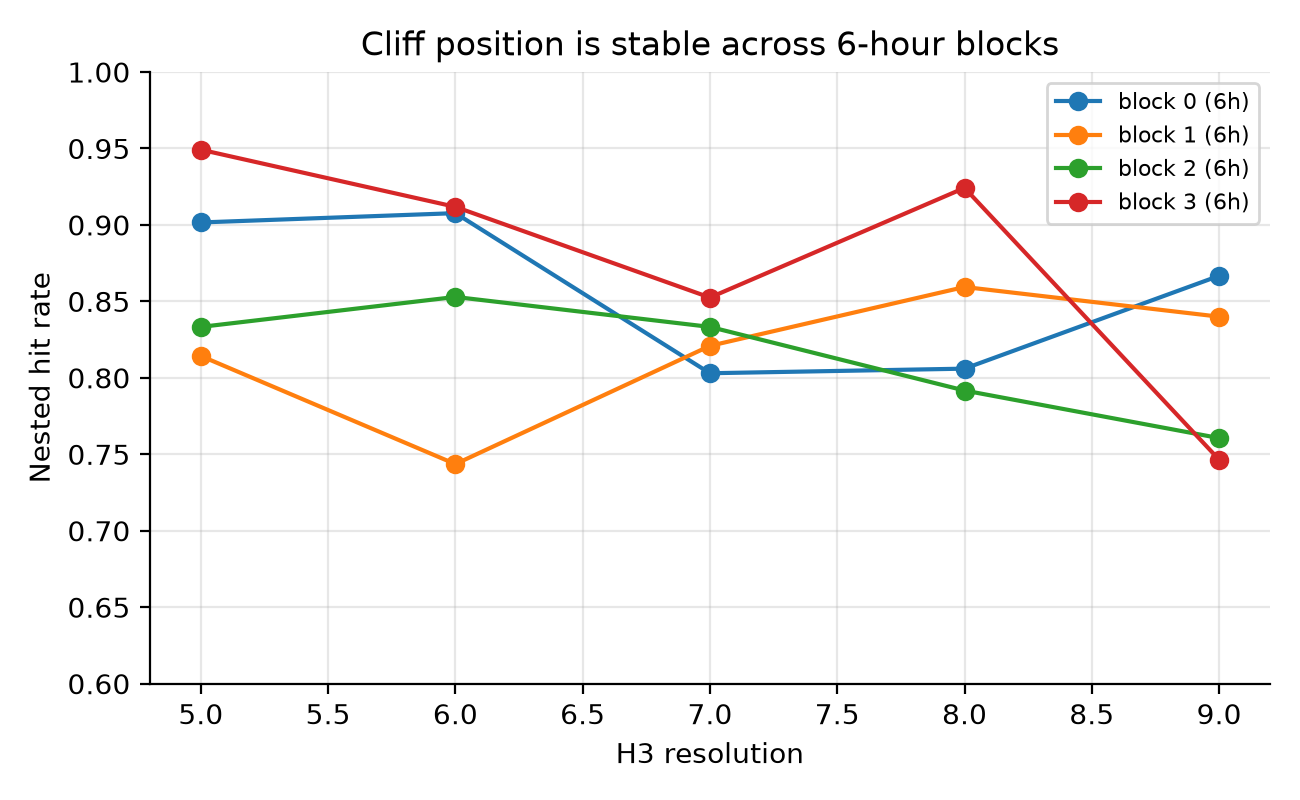 Cliff position is stable across 6-hour blocks
1.00
0.95
0.90
0.85
0.80
0.75
0.70
0.65
0.60
Nested hit rate
block 0 (6h)
block 1 (6h)
block 2 (6h)
block 3 (6h)
5.0 5.5 6.0 6.5 7.0 7.5 8.0 8.5 9.0
H3 resolution